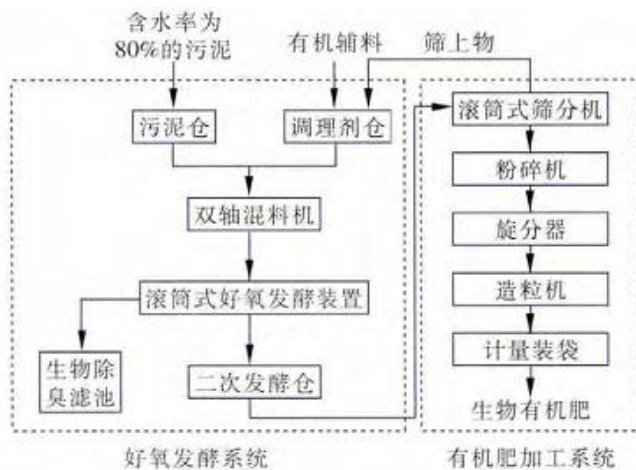 含水率为
80%的污泥
有机辅料
筛上物
污泥仓
调理剂仓
双轴混料机
滚筒式好氧发酵装置
生物除
臭滤池
二次发酵仓
好氧发酵系统
滚筒式筛分机
粉碎机
旋分器
造粒机
计量装袋
生物有机肥
有机肥加工系统